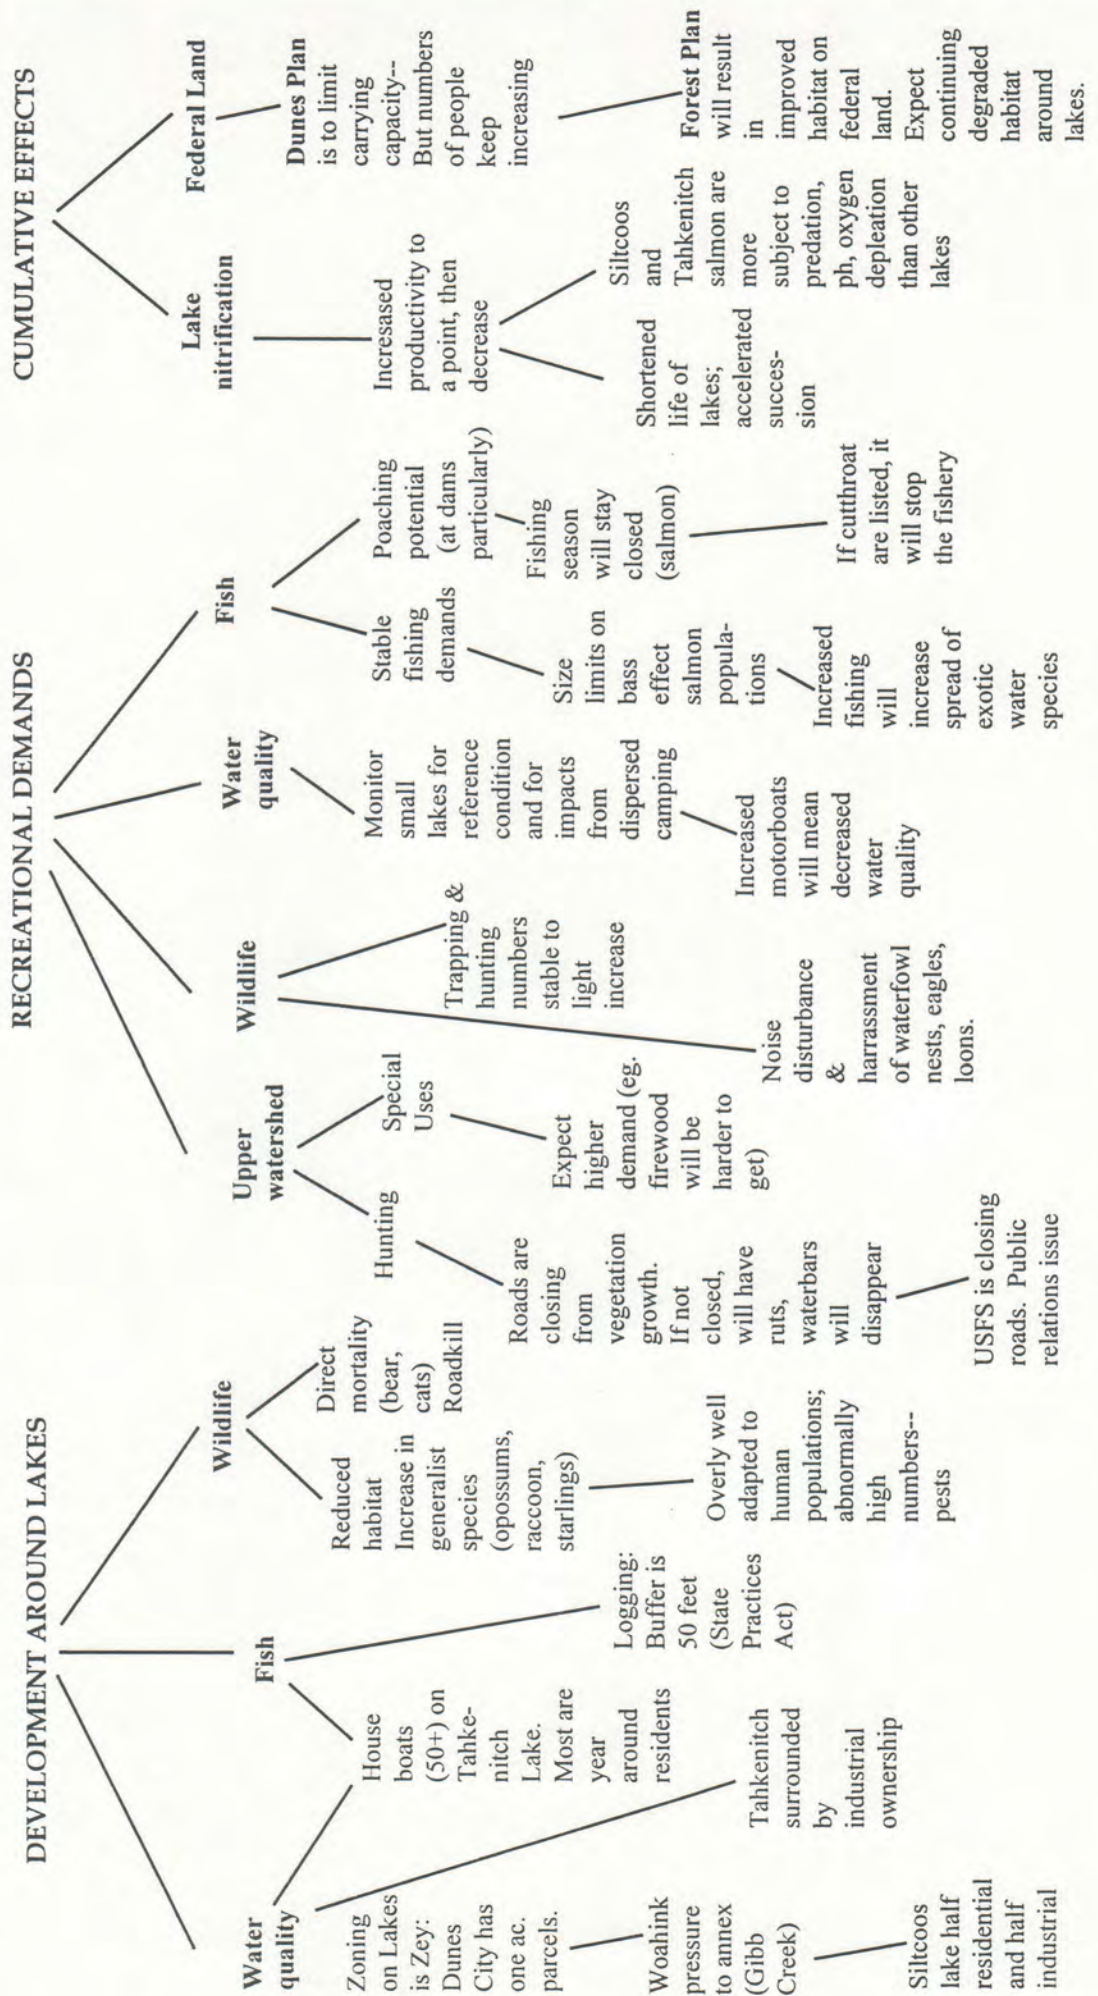 DEVELOPMENT AROUND LAKES
Water
quality
Zoning
on Lakes
is Zey:
Dunes
City has
one ac.
parcels.
Woahink
pressure
to annex
(Gibb
Creek)
Siltcoos
lake half
residential
and half
industrial
Tahkenitch
surrounded
by
industrial
ownership
Fish
House
boats
(50+) on
Tahke-
nitch
Lake.
Most are
year
around
residents
Logging:
Buffer is
50 feet
(State
Practices
Act)
Wildlife
Reduced
habitat
Increase in
generalist
species
(opossums,
raccoon,
starlings)
Overly well
adapted to
human
populations;
abnormally
high
numbers--
pests
Direct
mortality
(bear,
cats)
Roadkill
RECREATIONAL DEMANDS
Upper
watershed
Hunting
Roads are
closing
from
vegetation
growth.
If not
closed,
will have
ruts,
waterbars
will
disappear
USFS is closing
roads. Public
relations issue
Special
Uses
Expect
higher
demand (eg.
firewood
will be
harder to
get)
Wildlife
Noise
disturbance
&
harrassment
of waterfowl
nests, eagles,
loons.
Trapping &
hunting
numbers
stable to
light
increase
Water
quality
Monitor
small
lakes for
reference
condition
and for
impacts
from
dispersed
camping
Increased
motorboats
will mean
decreased
water
quality
Fish
Stable
fishing
demands
Size
limits on
bass
effect
salmon
popula-
tions
Increased
fishing
will
increase
spread of
exotic
water
species
Poaching
potential
(at dams
particularly)
Fishing
season
will stay
closed
(salmon)
If cutthroat
are listed, it
will stop
the fishery
CUMULATIVE EFFECTS
Lake
nitrification
Incresased
productivity to
a point, then
decrease
Shortened
life of
lakes;
accelerated
succes-
sion
Siltcoos
and
Tahkenitch
salmon are
more
subject to
predation,
ph, oxygen
depleation
than other
lakes
Federal Land
Dunes Plan
is to limit
carrying
capacity--
But numbers
of people
keep
increasing
Forest Plan
will result
in
improved
habitat on
federal
land.
Expect
continuing
degraded
habitat
around
lakes.